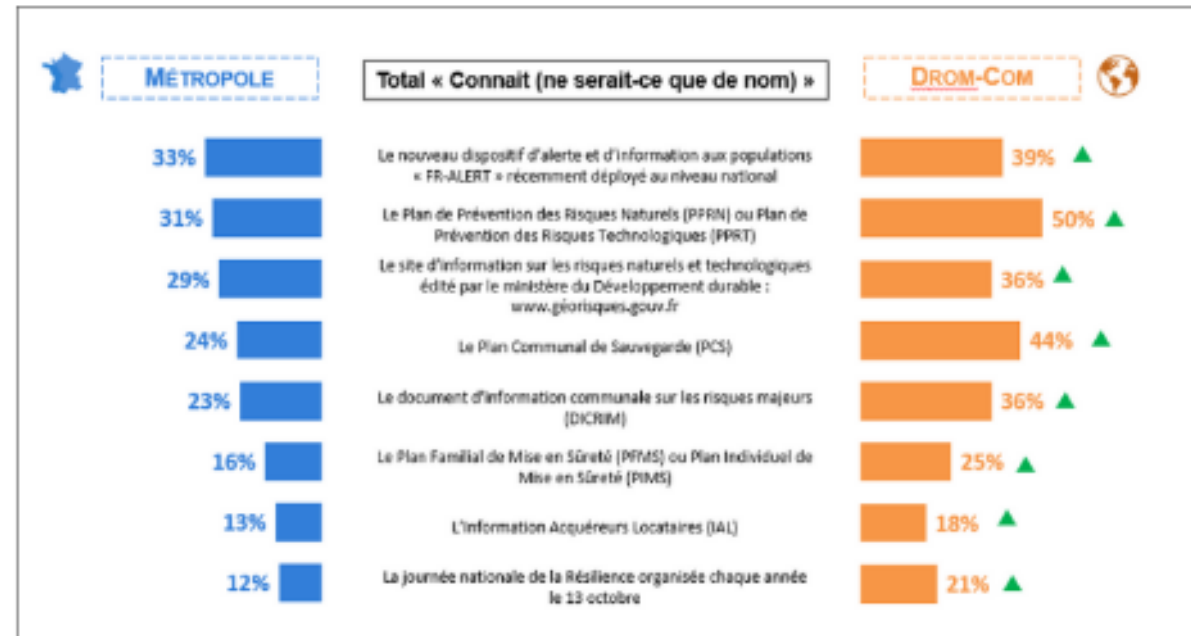 MÉTROPOLE
Total « Connait (ne serait-ce que de nom) »
DROM-COM
33%
Le nouveau dispositif d'alerte et d'information aux populations
« FR-ALERT » récemment déployé au niveau national
39%
31%
Le Plan de Prévention des Risques Naturels (PPRN) ou Plan de
Prévention des Risques Technologiques (PPRT)
50%
29%
Le site d'information sur les risques naturels et technologiques
édité par le ministère du Développement durable :
www.géorisques.gouv.fr
36%
24%
Le Plan Communal de Sauvegarde (PCS)
44%
23%
Le document d'information communale sur les risques majeurs
(DICRIM)
36%
16%
Le Plan Familial de Mise en Sûreté (PFMS) ou Plan Individuel de
Mise en Sûreté (PIMS)
25%
13%
L'Information Acquéreurs Locataires (IAL)
18%
12%
La journée nationale de la Résilience organisée chaque année
le 13 octobre
21%